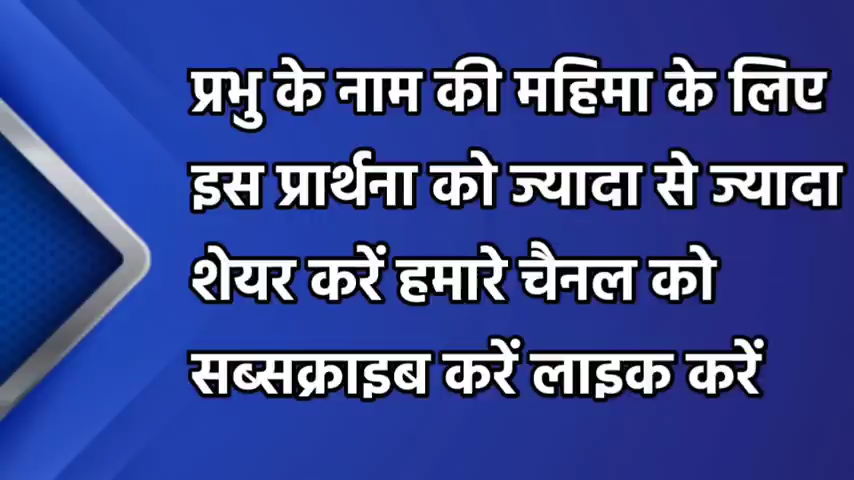 प्रभु के नाम की महिमा के लिए
इस प्रार्थना को ज्यादा से ज्यादा
शेयर करें हमारे चैनल को
सब्सक्राइब करें लाइक करें